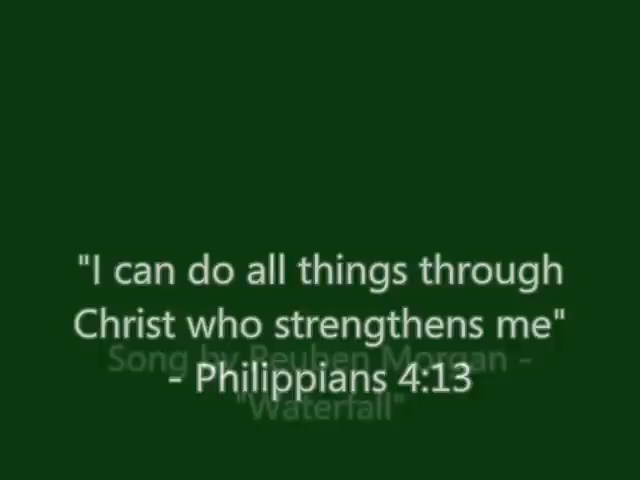 "I can do all things through
Christ who strengthens me"
Song by Reuben Morgan -
- Philippians 4:13
"Waterfall"